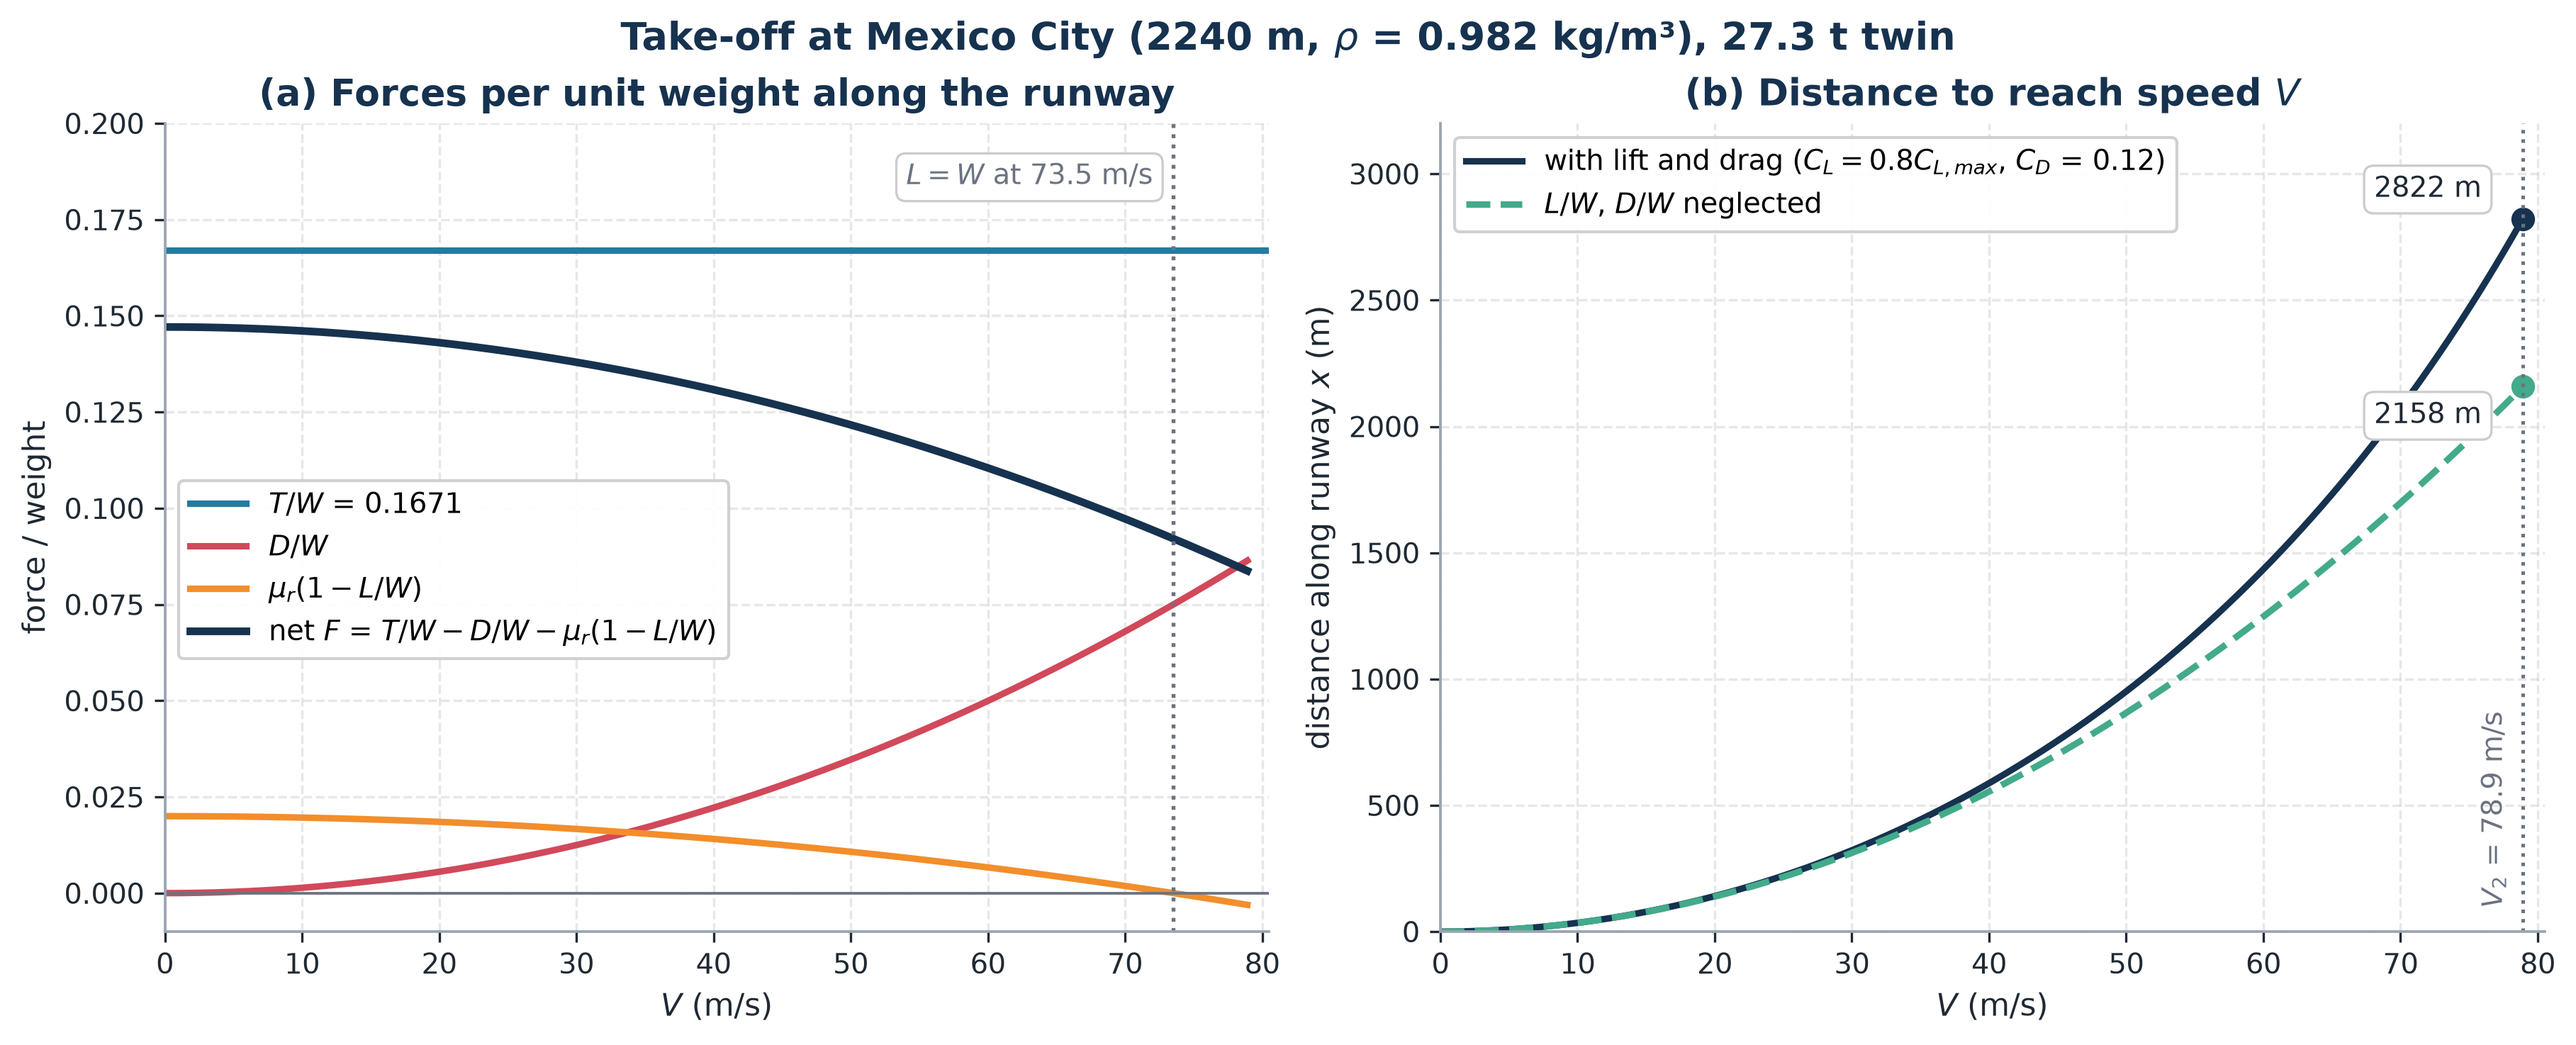 Take-off at Mexico City (2240 m, ρ = 0.982 kg/m³), 27.3 t twin
(a) Forces per unit weight along the runway
force / weight
0.200
0.175
0.150
0.125
0.100
0.075
0.050
0.025
0.000
L = W at 73.5 m/s
T/W = 0.1671
D/W
μᵣ(1 − L/W)
net F = T/W − D/W − μᵣ(1 − L/W)
0 10 20 30 40 50 60 70 80
V (m/s)
(b) Distance to reach speed V
distance along runway x (m)
3000
2500
2000
1500
1000
500
0
with lift and drag (C_L = 0.8C_{L,max}, C_D = 0.12)
L/W, D/W neglected
2822 m
2158 m
V₂ = 78.9 m/s
0 10 20 30 40 50 60 70 80
V (m/s)